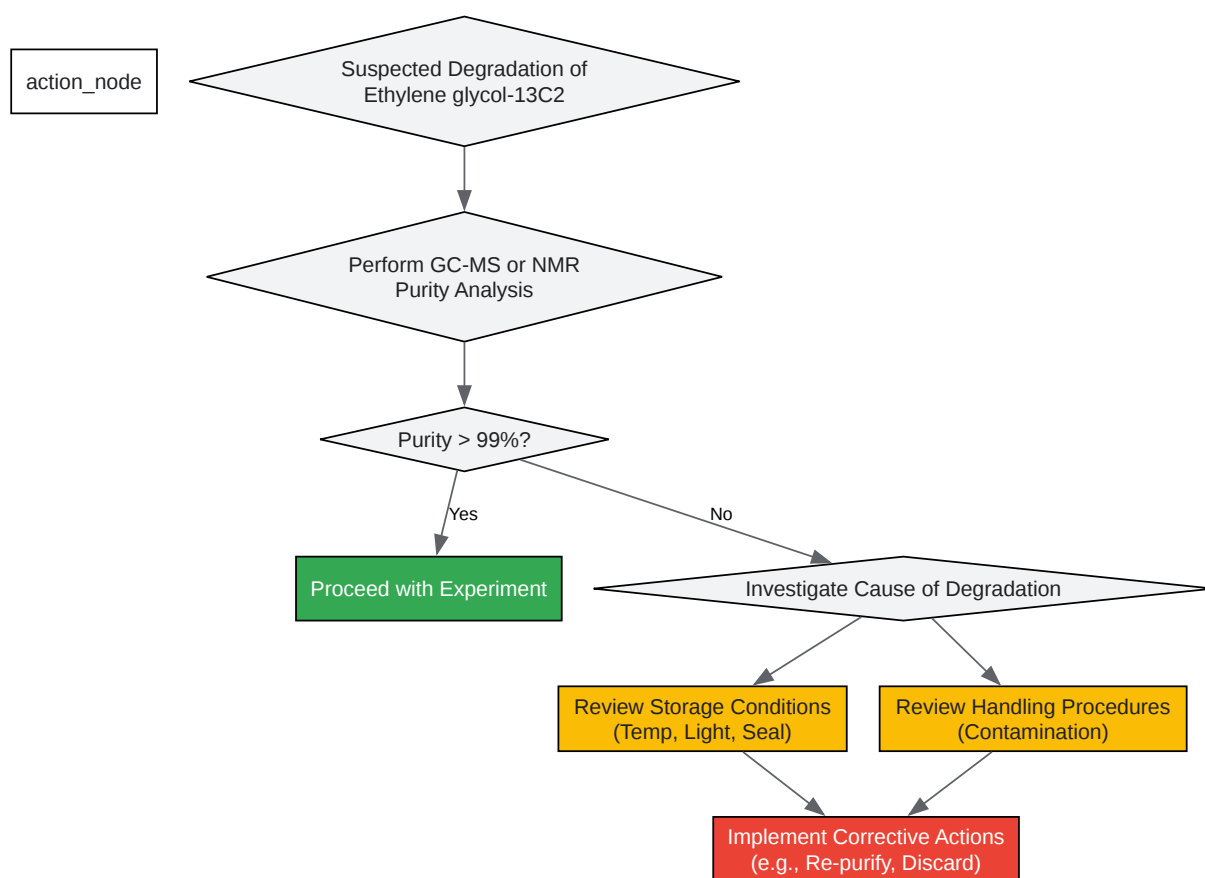 action_node
Suspected Degradation of
Ethylene glycol-13C2
Perform GC-MS or NMR
Purity Analysis
Purity > 99%?
Yes
No
Proceed with Experiment
Investigate Cause of Degradation
Review Storage Conditions
(Temp, Light, Seal)
Review Handling Procedures
(Contamination)
Implement Corrective Actions
(e.g., Re-purify, Discard)